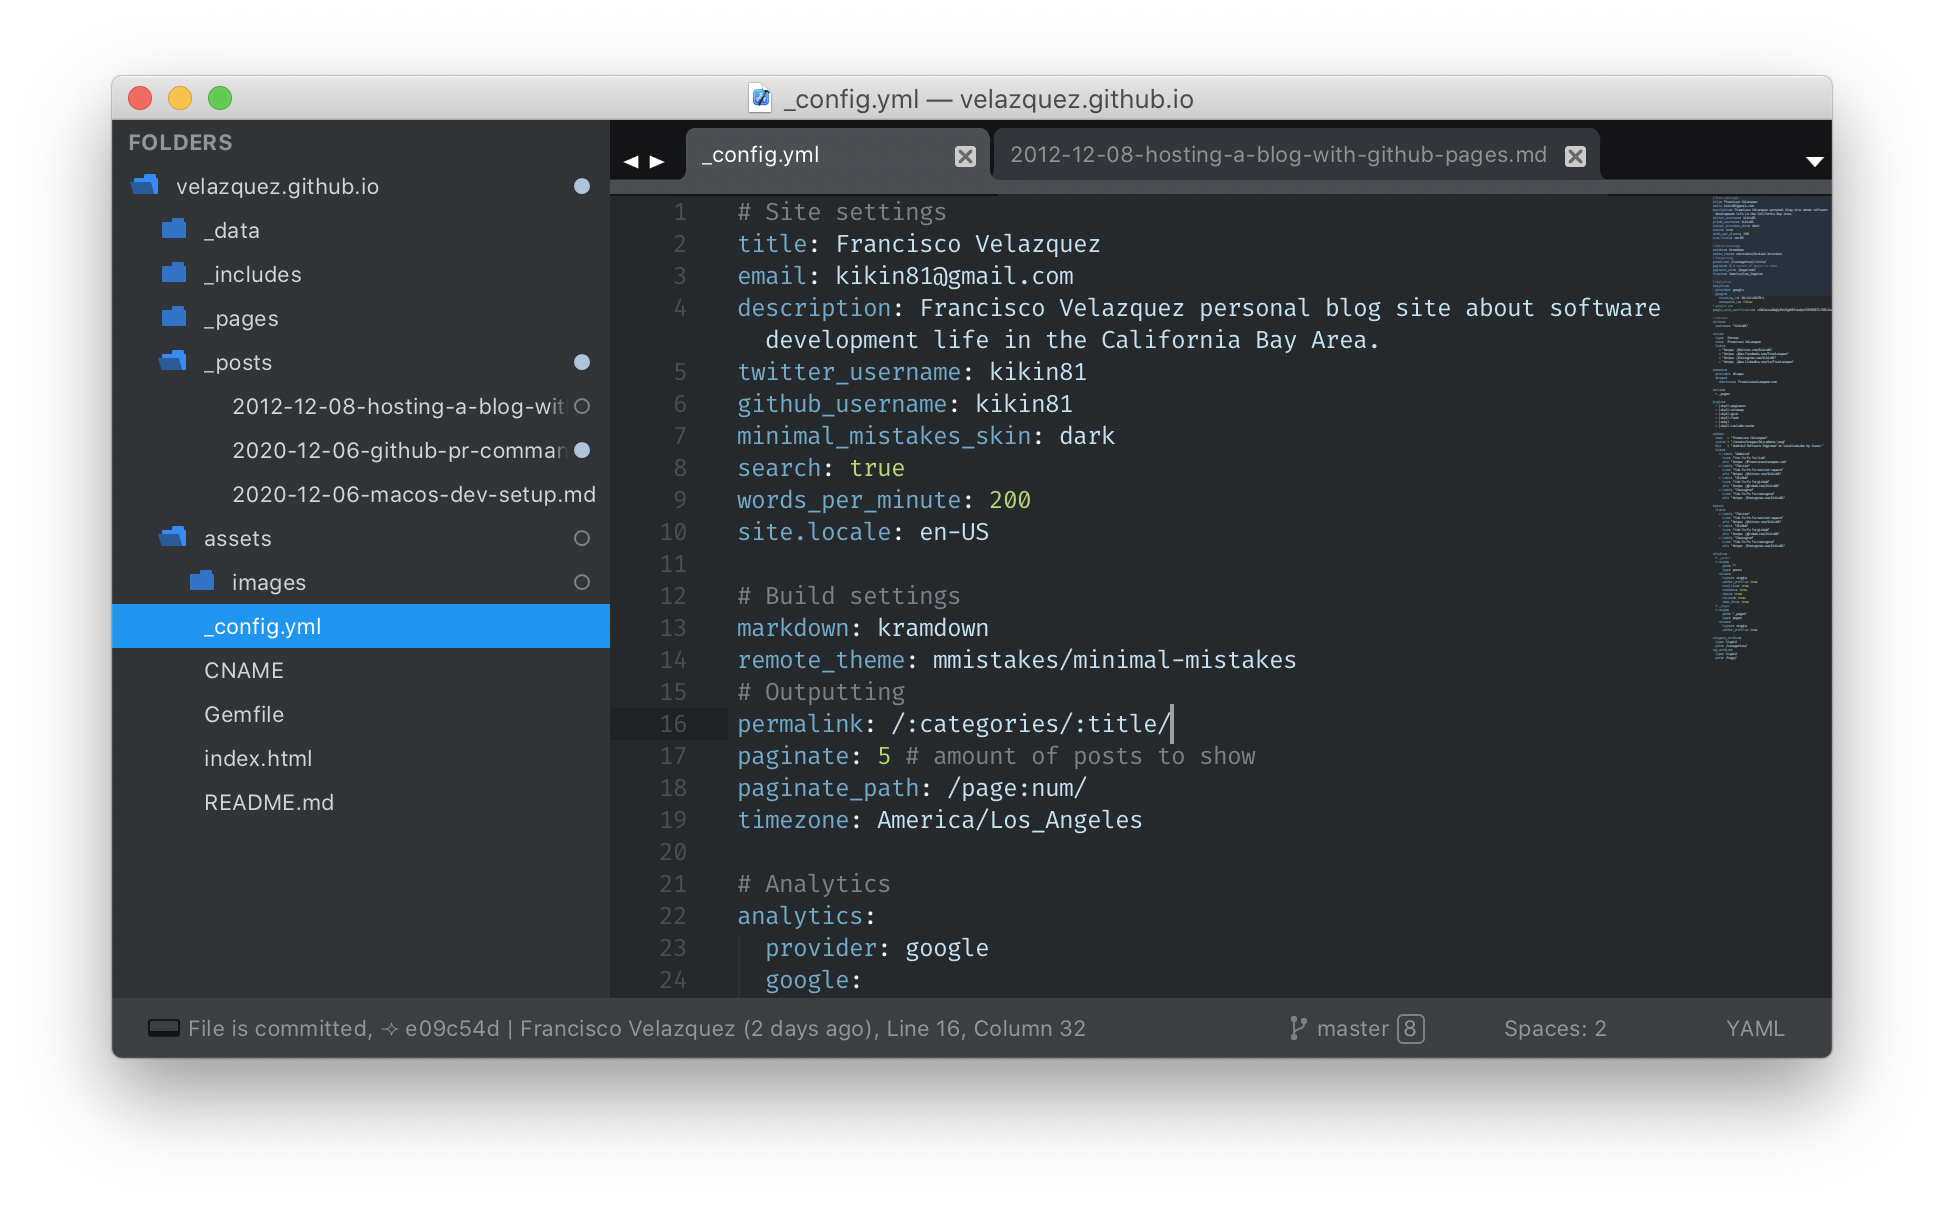 _config.yml — velazquez.github.io
FOLDERS
velazquez.github.io
_data
_includes
_pages
_posts
2012-12-08-hosting-a-blog-wit
2020-12-06-github-pr-comman
2020-12-06-macos-dev-setup.md
assets
images
_config.yml
CNAME
Gemfile
index.html
README.md
_config.yml
2012-12-08-hosting-a-blog-with-github-pages.md
1 # Site settings
2 title: Francisco Velazquez
3 email: kikin81@gmail.com
4 description: Francisco Velazquez personal blog site about software
development life in the California Bay Area.
5 twitter_username: kikin81
6 github_username: kikin81
7 minimal_mistakes_skin: dark
8 search: true
9 words_per_minute: 200
10 site.locale: en-US
11
12 # Build settings
13 markdown: kramdown
14 remote_theme: mmistakes/minimal-mistakes
15 # Outputting
16 permalink: /:categories/:title/
17 paginate: 5 # amount of posts to show
18 paginate_path: /page:num/
19 timezone: America/Los_Angeles
20
21 # Analytics
22 analytics:
23 provider: google
24 google:
File is committed, ⟣ e09c54d | Francisco Velazquez (2 days ago), Line 16, Column 32
master 8
Spaces: 2
YAML